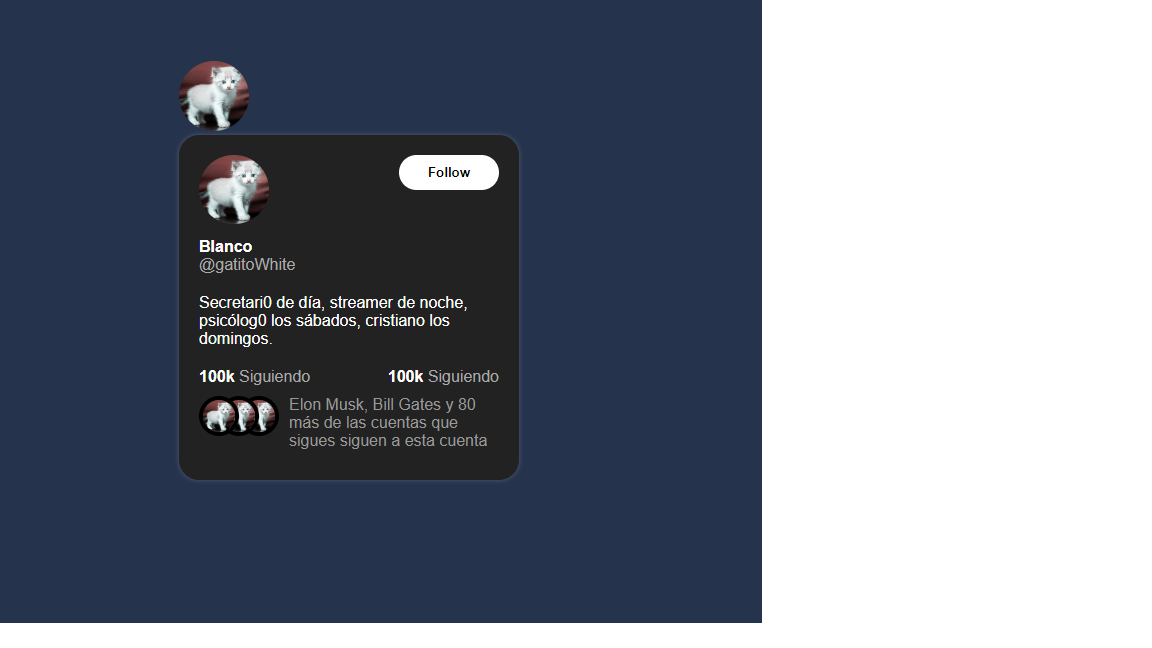 Follow
Blanco
@gatitoWhite
Secretari0 de día, streamer de noche,
psicólog0 los sábados, cristiano los
domingos.
100k Siguiendo 100k Siguiendo
Elon Musk, Bill Gates y 80
más de las cuentas que
sigues siguen a esta cuenta